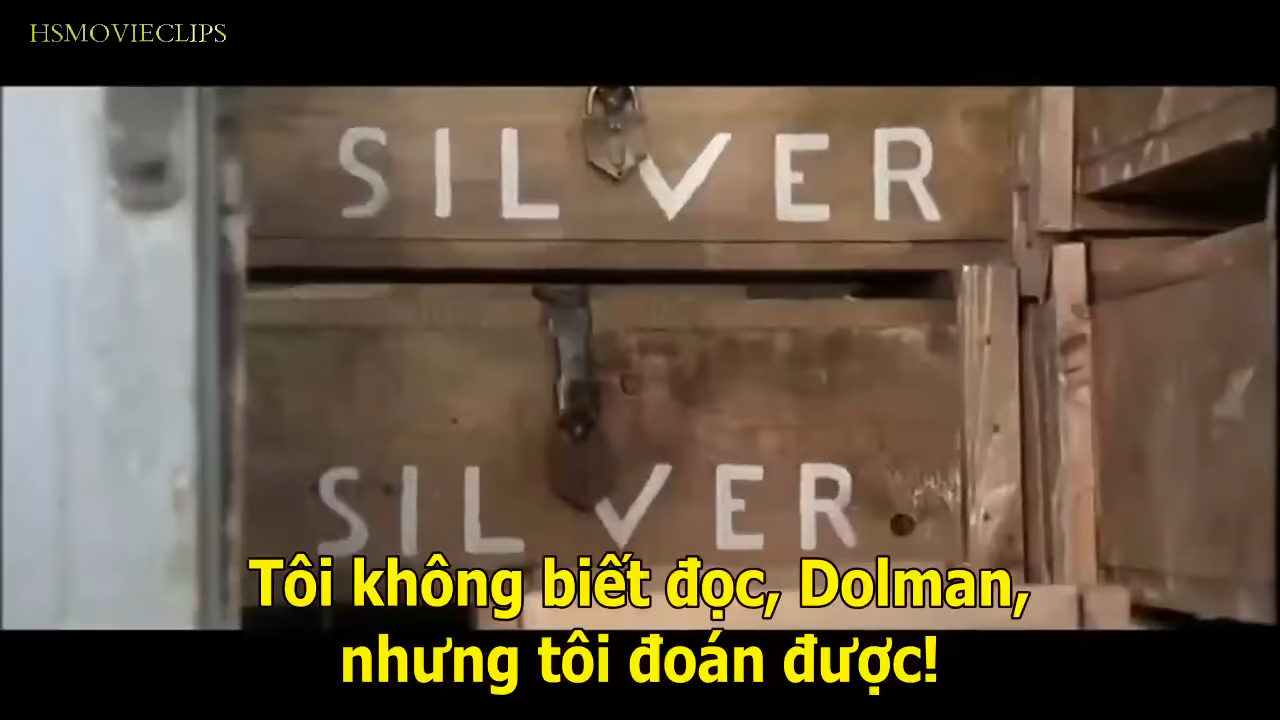 HSMOVIECLIPS
SILVER
SILVER
Tôi không biết đọc, Dolman,
nhưng tôi đoán được!